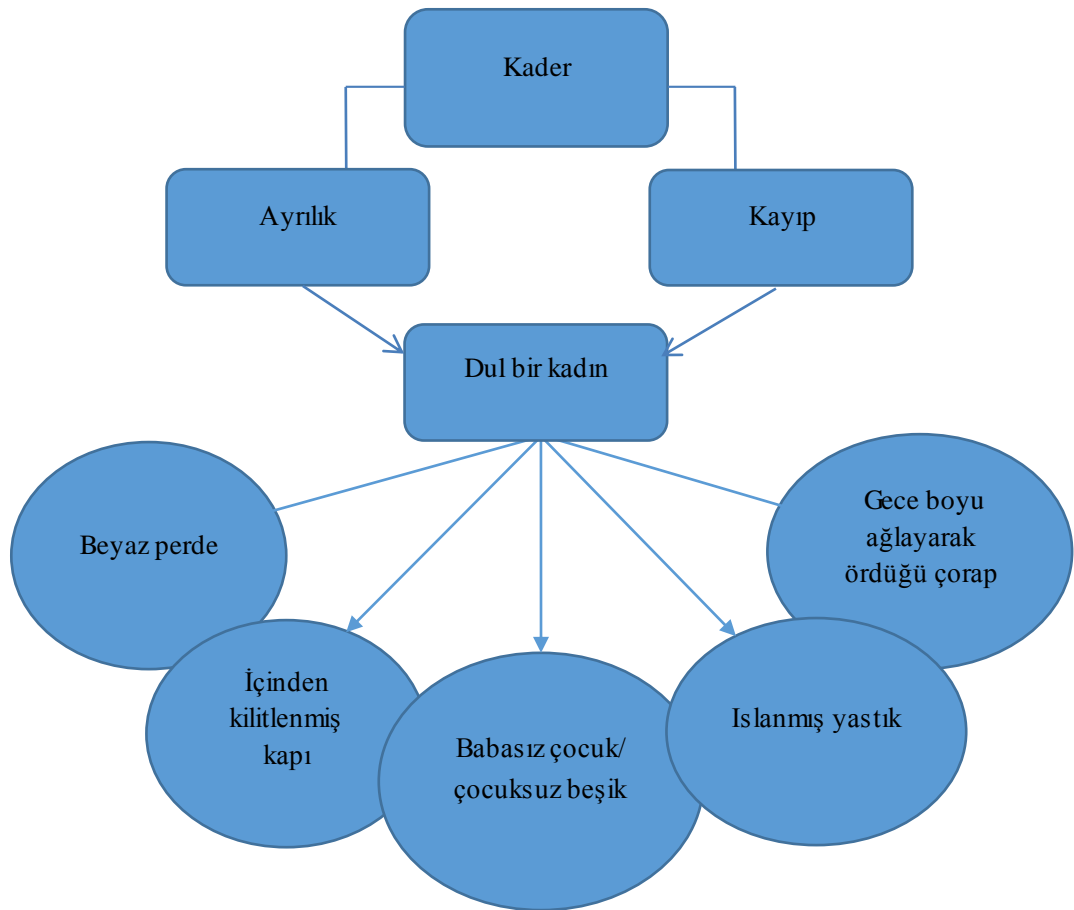 Kader
Ayrılık
Kayıp
Dul bir kadın
Beyaz perde
Gece boyu
ağlayarak
ördüğü çorap
İçinden
kilitlenmiş
kapı
Babasız çocuk/
çocuksuz beşik
Islanmış yastık